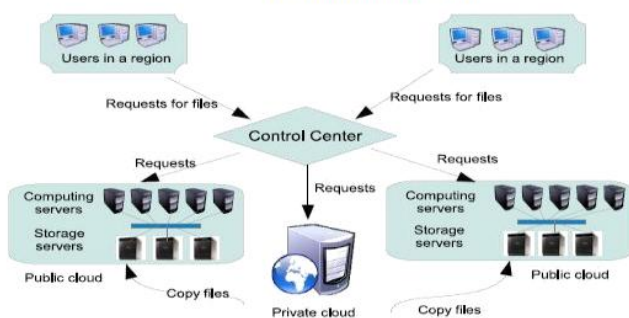 Users in a region
Users in a region
Requests for files
Requests for files
Control Center
Requests
Requests
Requests
Computing
servers
Storage
servers
Public cloud
Computing
servers
Storage
servers
Public cloud
Copy files
Private cloud
Copy files